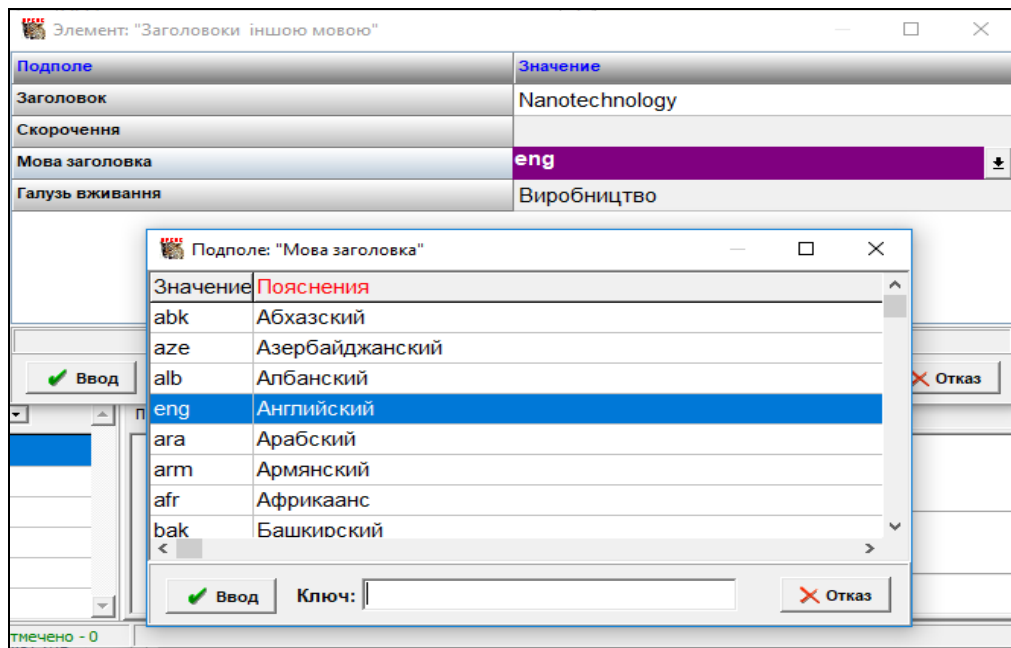 Элемент: "Заголовоки іншою мовою"
Подполе Значение
Заголовок Nanotechnology
Скорочення
Мова заголовка eng
Галузь вживання Виробництво
Подполе: "Мова заголовка"
Значение Пояснения
abk Абхазский
aze Азербайджанский
alb Албанский
eng Английский
ara Арабский
arm Армянский
afr Африкаанс
bak Башкирский
Ввод Отказ
Ввод Ключ: Отказ
тмечено - 0